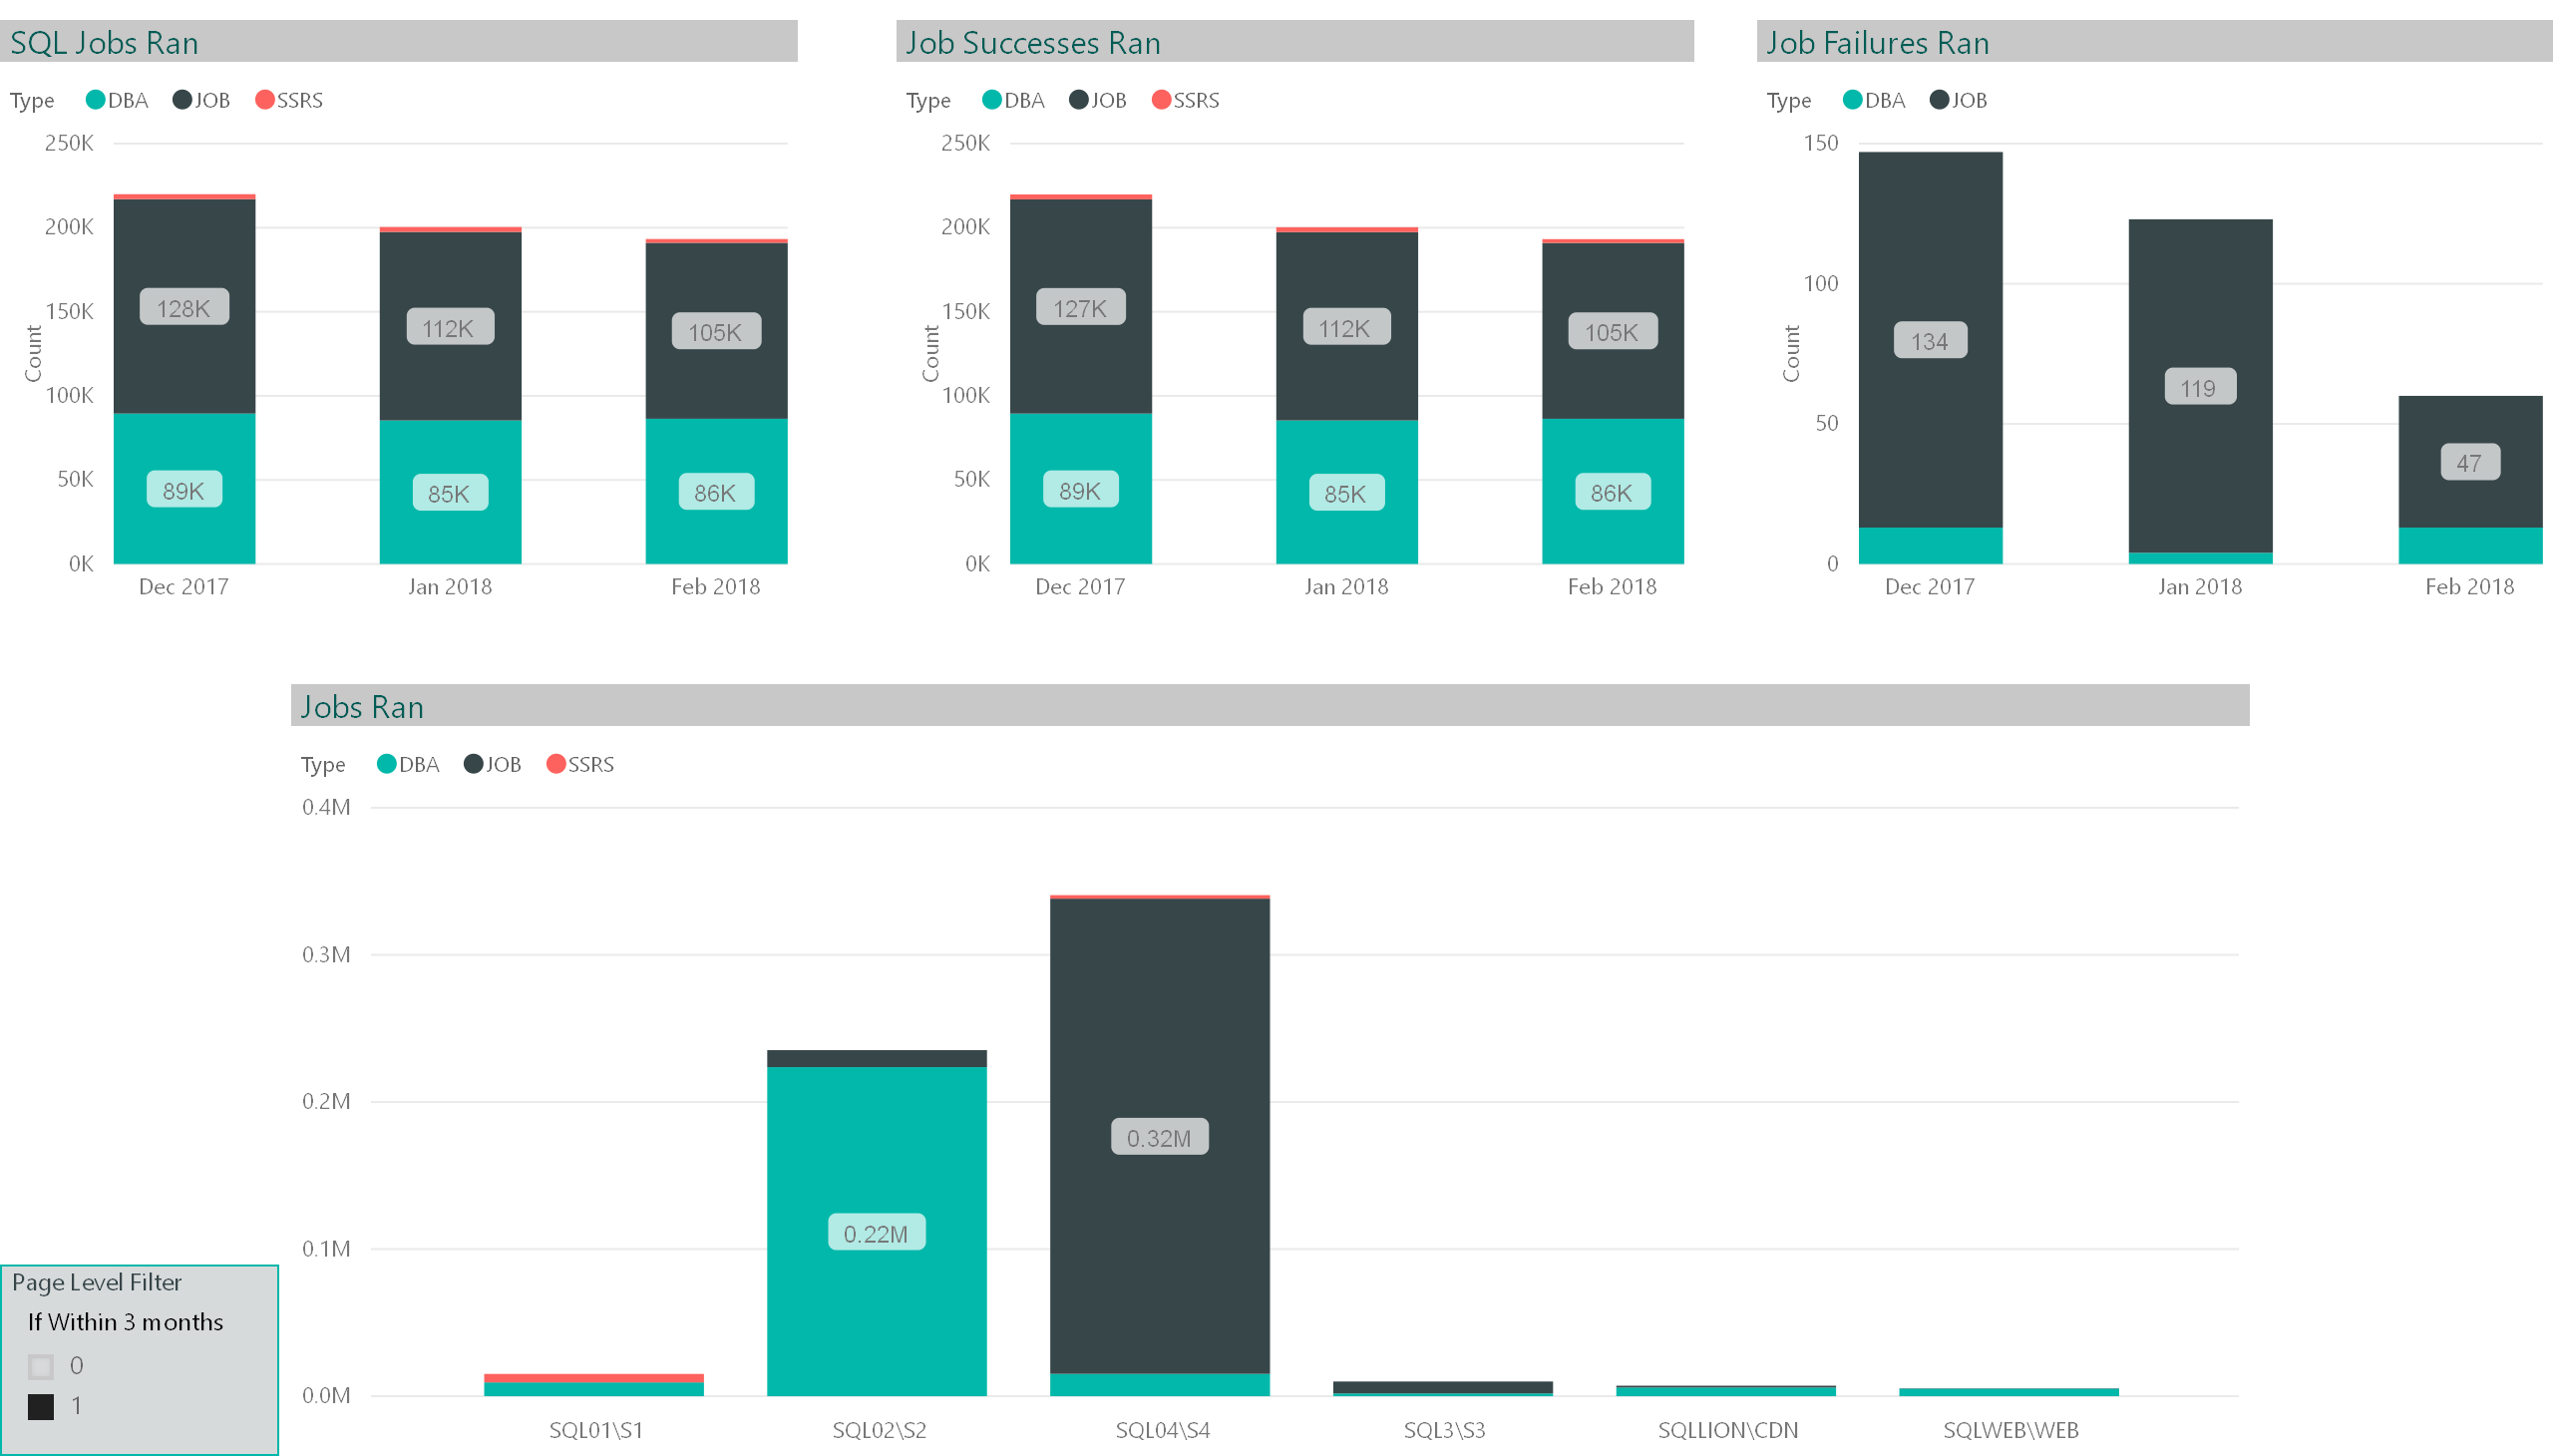 SQL Jobs Ran
Type DBA JOB SSRS
250K
200K
150K
100K
50K
0K
Count
128K
112K
105K
89K
85K
86K
Dec 2017 Jan 2018 Feb 2018
Job Successes Ran
Type DBA JOB SSRS
250K
200K
150K
100K
50K
0K
Count
127K
112K
105K
89K
85K
86K
Dec 2017 Jan 2018 Feb 2018
Job Failures Ran
Type DBA JOB
150
100
50
0
Count
134
119
47
Dec 2017 Jan 2018 Feb 2018
Jobs Ran
Type DBA JOB SSRS
0.4M
0.3M
0.2M
0.1M
0.0M
0.32M
0.22M
SQL01\S1 SQL02\S2 SQL04\S4 SQL3\S3 SQLLION\CDN SQLWEB\WEB
Page Level Filter
If Within 3 months
0
1